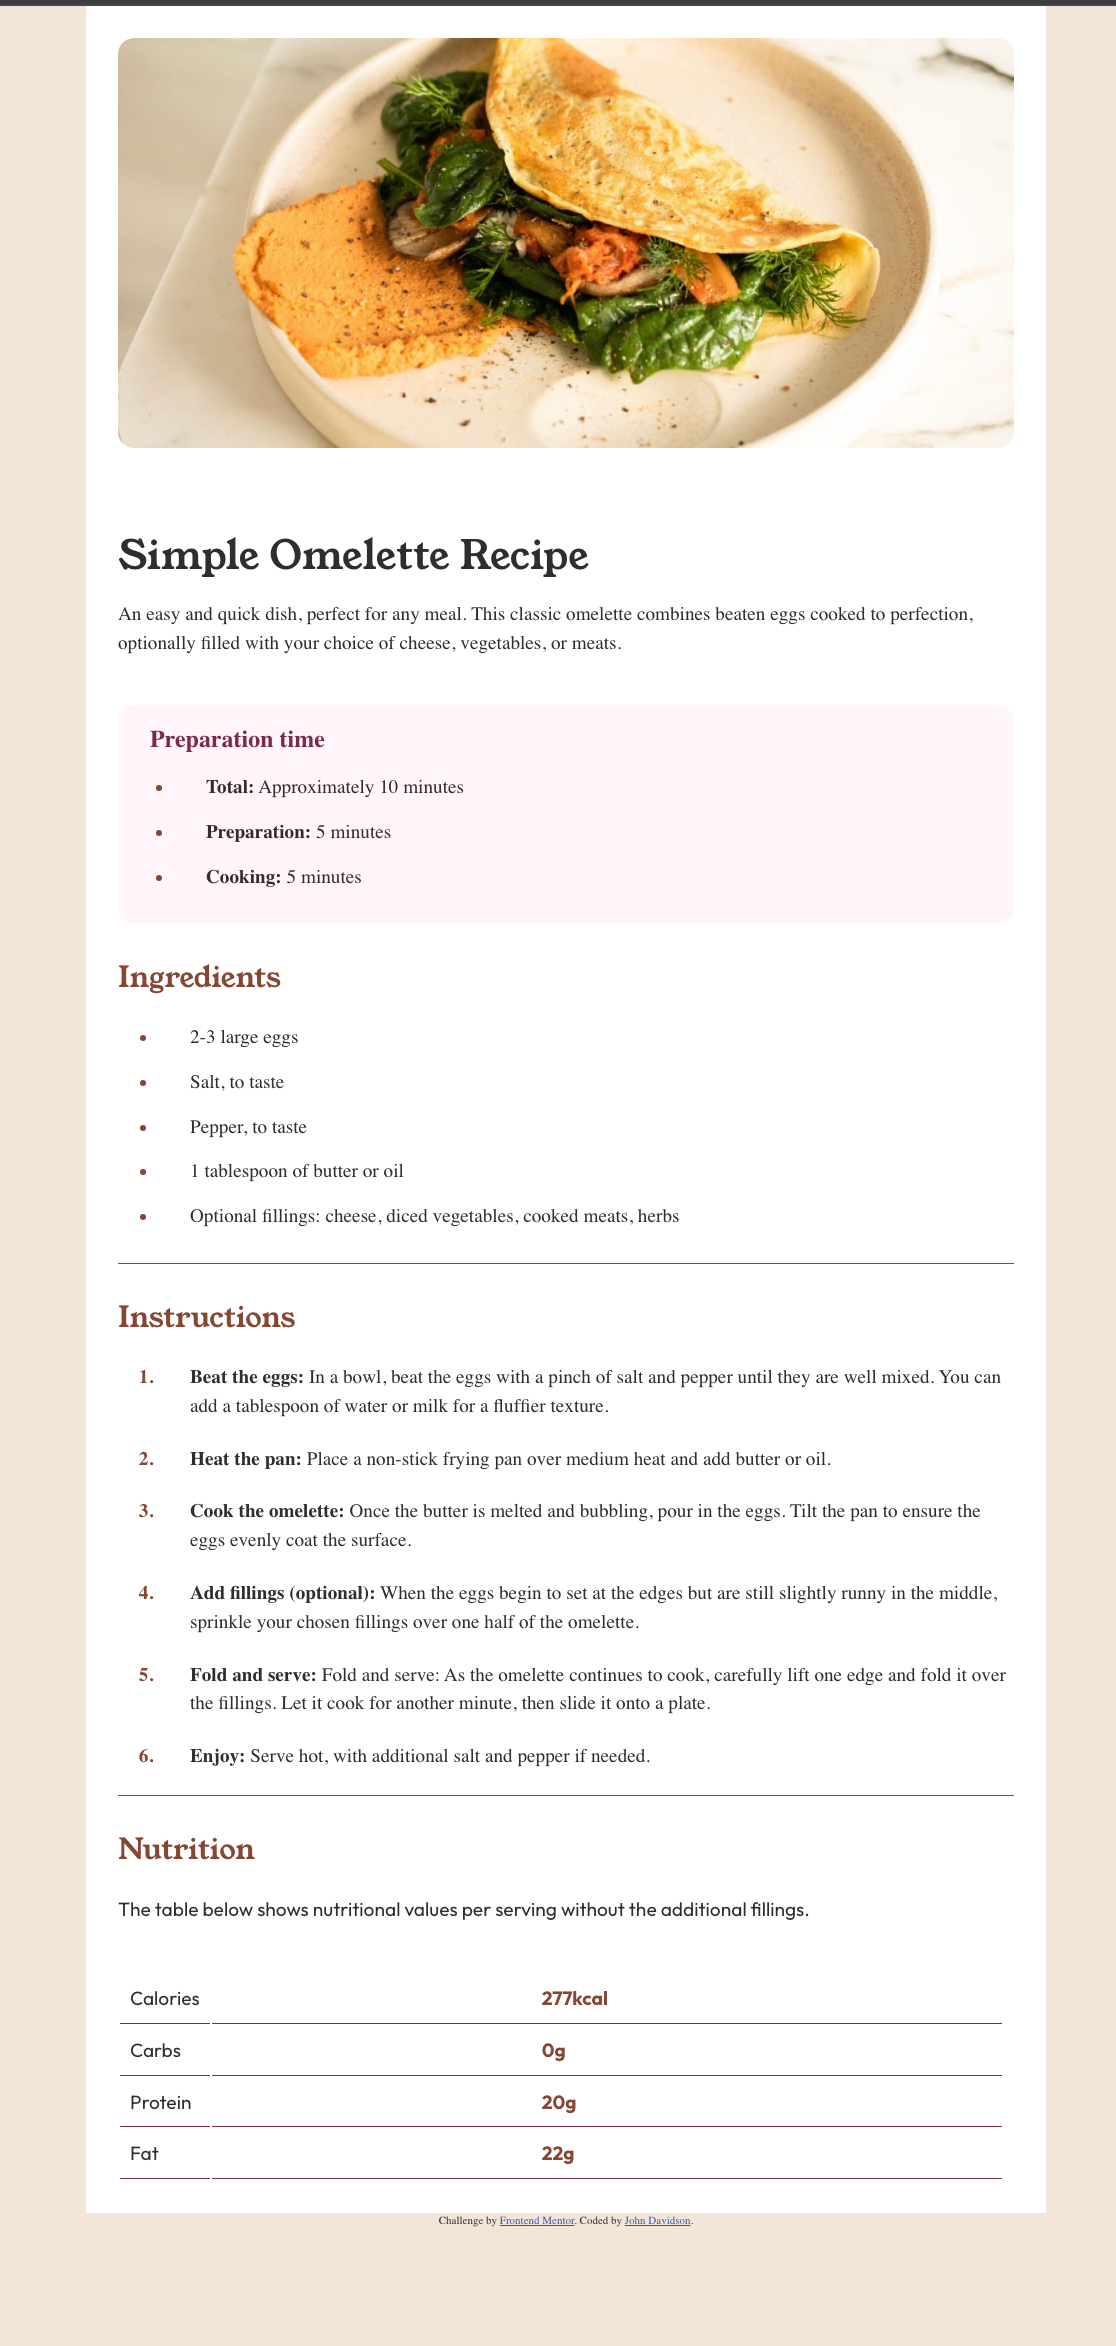 Simple Omelette Recipe
An easy and quick dish, perfect for any meal. This classic omelette combines beaten eggs cooked to perfection,
optionally filled with your choice of cheese, vegetables, or meats.
Preparation time
• Total: Approximately 10 minutes
• Preparation: 5 minutes
• Cooking: 5 minutes
Ingredients
• 2-3 large eggs
• Salt, to taste
• Pepper, to taste
• 1 tablespoon of butter or oil
• Optional fillings: cheese, diced vegetables, cooked meats, herbs
Instructions
1. Beat the eggs: In a bowl, beat the eggs with a pinch of salt and pepper until they are well mixed. You can
add a tablespoon of water or milk for a fluffier texture.
2. Heat the pan: Place a non-stick frying pan over medium heat and add butter or oil.
3. Cook the omelette: Once the butter is melted and bubbling, pour in the eggs. Tilt the pan to ensure the
eggs evenly coat the surface.
4. Add fillings (optional): When the eggs begin to set at the edges but are still slightly runny in the middle,
sprinkle your chosen fillings over one half of the omelette.
5. Fold and serve: Fold and serve: As the omelette continues to cook, carefully lift one edge and fold it over
the fillings. Let it cook for another minute, then slide it onto a plate.
6. Enjoy: Serve hot, with additional salt and pepper if needed.
Nutrition
The table below shows nutritional values per serving without the additional fillings.
Calories 277kcal
Carbs 0g
Protein 20g
Fat 22g
Challenge by Frontend Mentor. Coded by John Davidson.